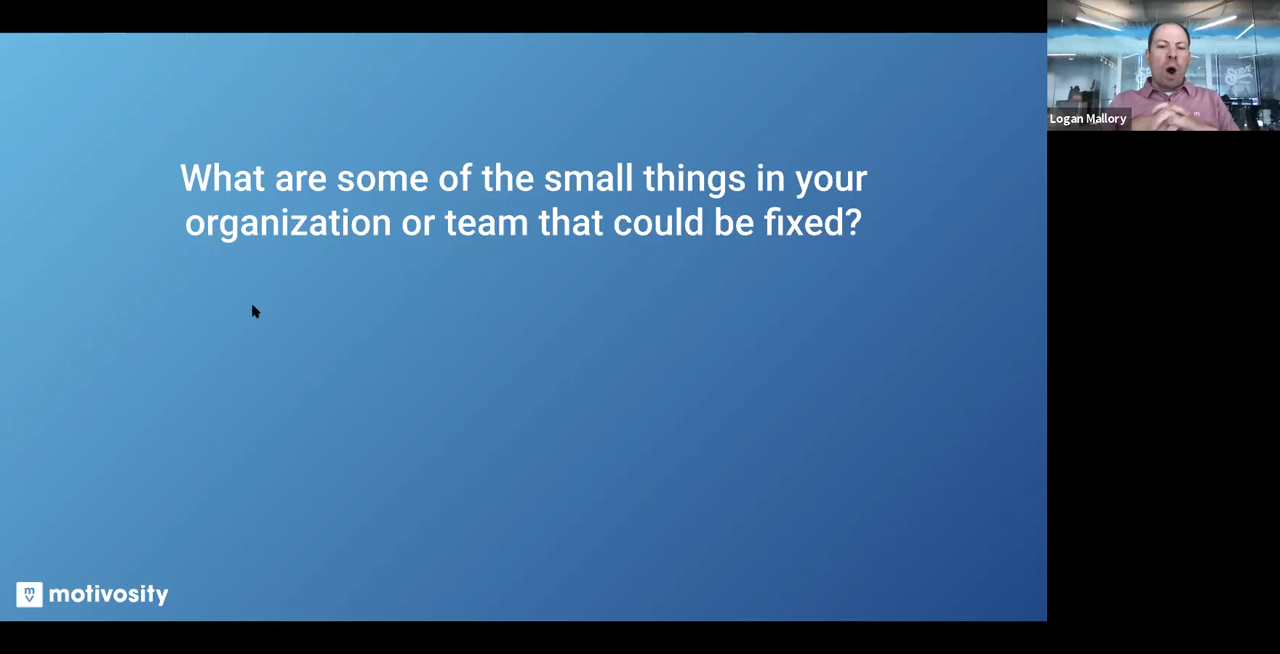 What are some of the small things in your
organization or team that could be fixed?
Logan Mallory
mv motivosity